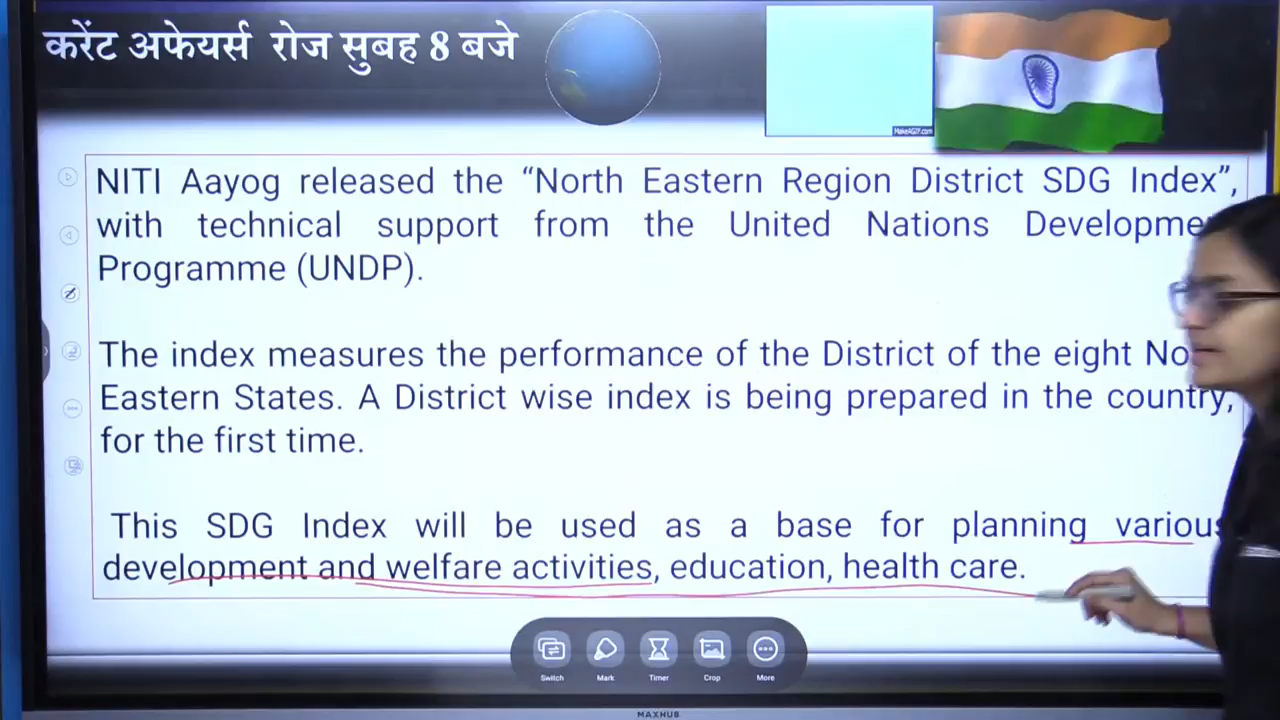 करेंट अफेयर्स रोज सुबह 8 बजे
MakeAGIF.com
NITI Aayog released the “North Eastern Region District SDG Index”,
with technical support from the United Nations
Programme (UNDP).
The index measures the performance of the District of the eight
Eastern States. A District wise index is being prepared in the country,
for the first time.
This SDG Index will be used as a base for planning various
development and welfare activities, education, health care.
Switch Mark Timer Crop More
MAXHUB